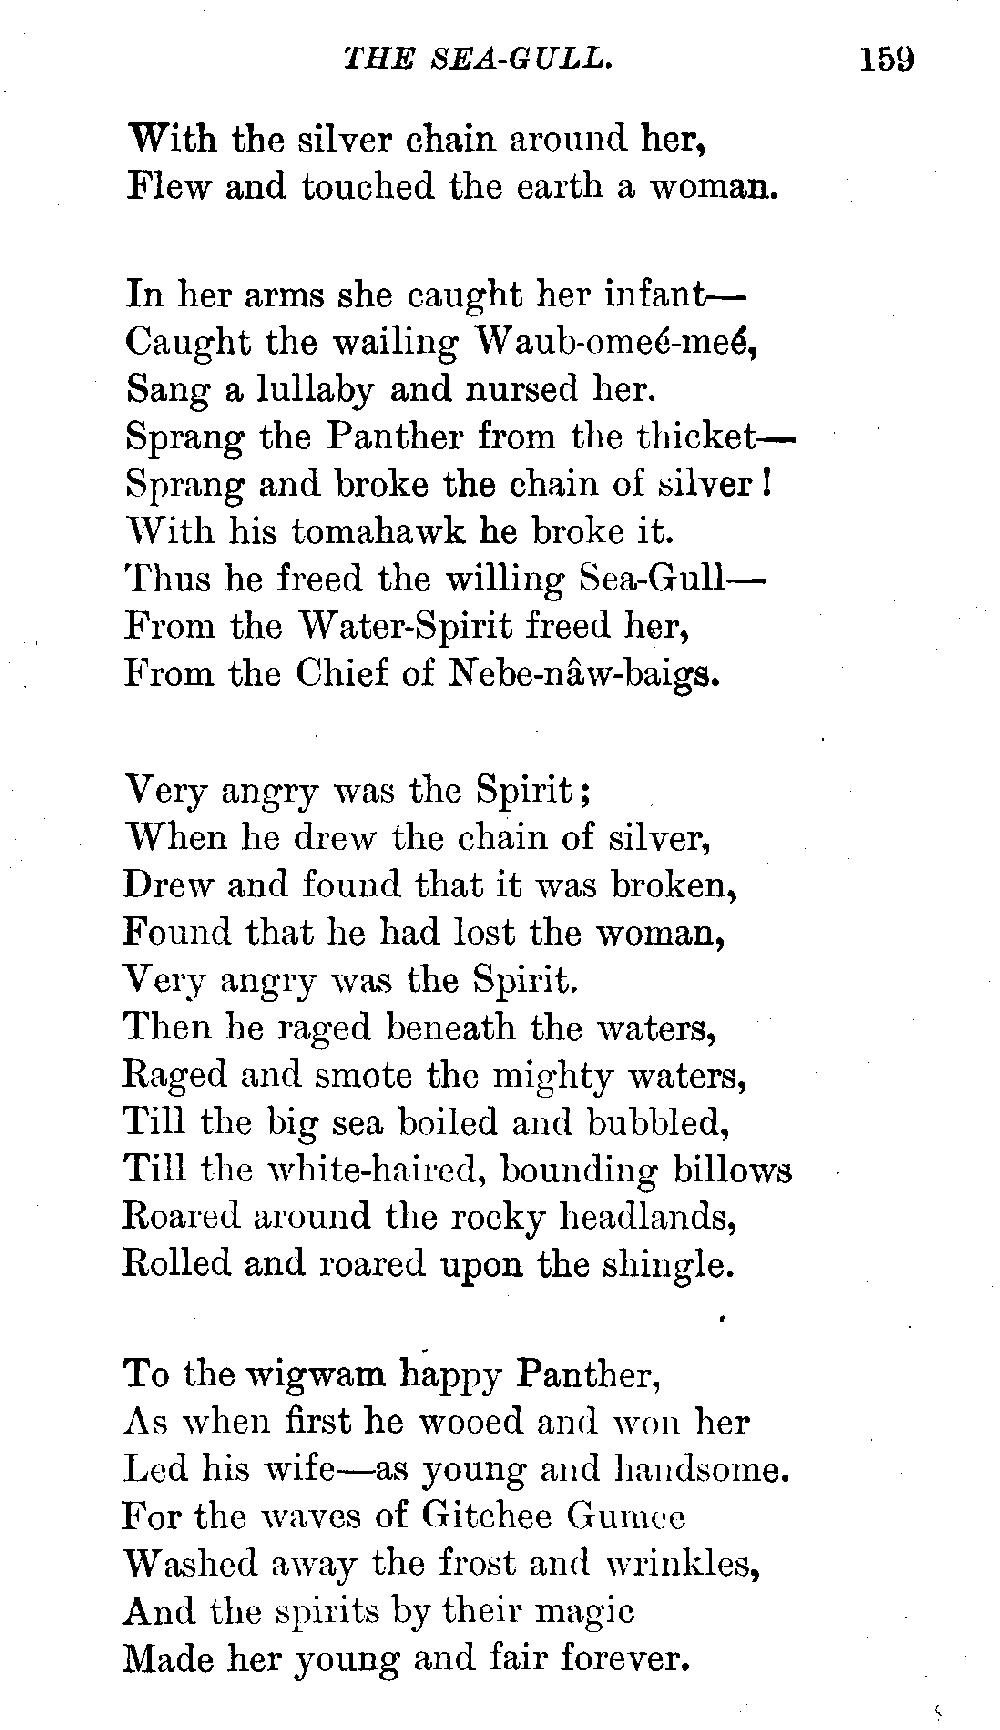 THE SEA-GULL. 159
With the silver chain around her,
Flew and touched the earth a woman.
In her arms she caught her infant—
Caught the wailing Waub-omeé-meé,
Sang a lullaby and nursed her.
Sprang the Panther from the thicket—
Sprang and broke the chain of silver!
With his tomahawk he broke it.
Thus he freed the willing Sea-Gull—
From the Water-Spirit freed her,
From the Chief of Nebe-nâw-baigs.
Very angry was the Spirit;
When he drew the chain of silver,
Drew and found that it was broken,
Found that he had lost the woman,
Very angry was the Spirit.
Then he raged beneath the waters,
Raged and smote the mighty waters,
Till the big sea boiled and bubbled,
Till the white-haired, bounding billows
Roared around the rocky headlands,
Rolled and roared upon the shingle.
To the wigwam happy Panther,
As when first he wooed and won her
Led his wife—as young and handsome.
For the waves of Gitchee Gumee
Washed away the frost and wrinkles,
And the spirits by their magic
Made her young and fair forever.